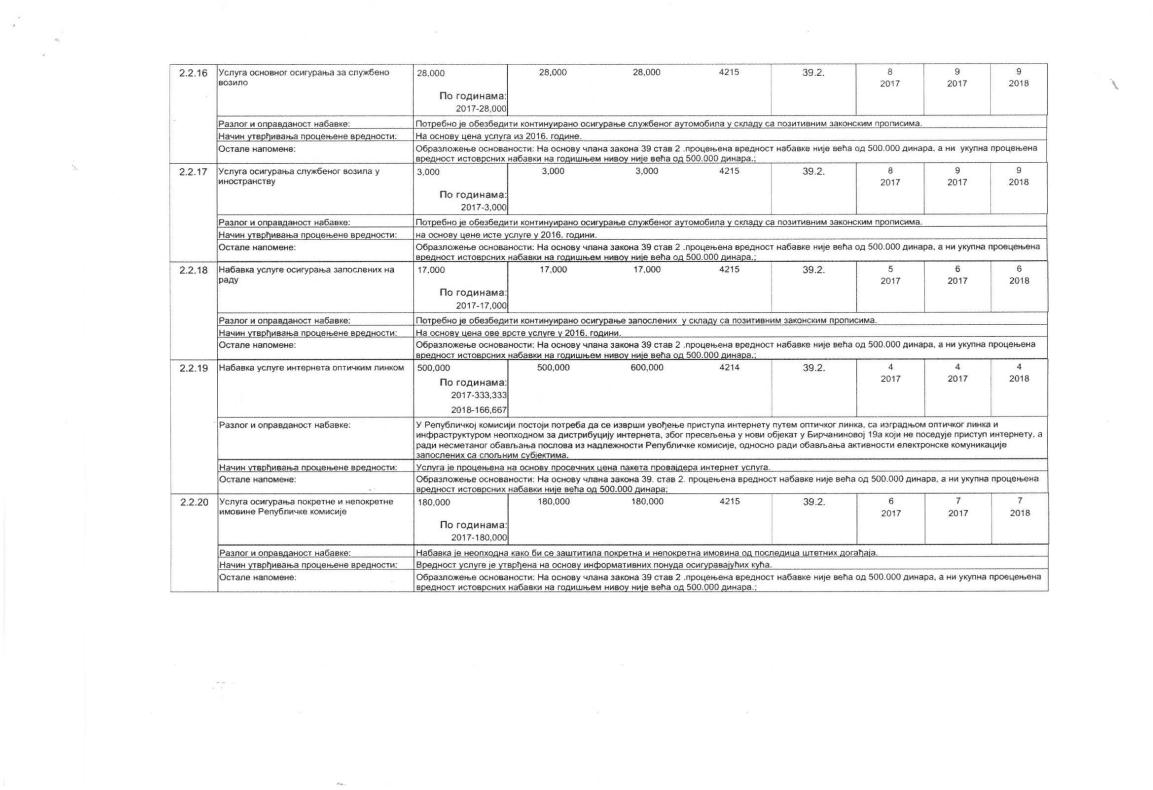 2.2.16 Услуга основног осигурања за службено 28,000 28,000 28,000 4215 39.2. 8 9 9
возило 2017 2017 2018
По годинама:
2017-28,000
Разлог и оправданост набавке: Потребно је обезбедити континуирано осигурање службеног аутомобила у складу са позитивним законским прописима.
Начин утврђивања процењене вредности: На основу цена услуга из 2016. године.
Остале напомене: Образложење основаности: На основу члана закона 39 став 2 .процењена вредност набавке није већа од 500.000 динара, а ни укупна процењена
вредност истоврсних набавки на годишњем нивоу није већа од 500.000 динара.;
2.2.17 Услуга осигурања службеног возила у 3,000 3,000 3,000 4215 39.2. 8 9 9
иностранству 2017 2017 2018
По годинама:
2017-3,000
Разлог и оправданост набавке: Потребно је обезбедити континуирано осигурање службеног аутомобила у складу са позитивним законским прописима.
Начин утврђивања процењене вредности: на основу цене исте услуге у 2016. години.
Остале напомене: Образложење основаности: На основу члана закона 39 став 2 .процењена вредност набавке није већа од 500.000 динара, а ни укупна проецењена
вредност истоврсних набавки на годишњем нивоу није већа од 500.000 динара.;
2.2.18 Набавка услуге осигурања запослених на 17,000 17,000 17,000 4215 39.2. 5 6 6
раду 2017 2017 2018
По годинама:
2017-17,000
Разлог и оправданост набавке: Потребно је обезбедити континуирано осигурање запослених у складу са позитивним законским прописима.
Начин утврђивања процењене вредности: На основу цена ове врсте услуге у 2016. години.
Остале напомене: Образложење основаности: На основу члана закона 39 став 2 .процењена вредност набавке није већа од 500.000 динара, а ни укупна процењена
вредност истоврсних набавки на годишњем нивоу није већа од 500.000 динара.;
2.2.19 Набавка услуге интернета оптичким линком 500,000 500,000 600,000 4214 39.2. 4 4 4
По годинама: 2017 2017 2018
2017-333,333
2018-166,667
Разлог и оправданост набавке: У Републичкој комисији постоји потреба да се изврши увођење приступа интернету путем оптичког линка, са изградњом оптичког линка и
инфраструктуром неопходном за дистрибуцију интернета, због пресељења у нови објекат у Бирчаниновој 19а који не поседује приступ интернету, а
ради несметаног обављања послова из надлежности Републичке комисије, односно ради обављања активности електронске комуникације
запослених са спољним субјектима.
Начин утврђивања процењене вредности: Услуга је процењена на основу просечних цена пакета провајдера интернет услуга.
Остале напомене: Образложење основаности: На основу члана закона 39. став 2. процењена вредност набавке није већа од 500.000 динара, а ни укупна процењена
вредност истоврсних набавки није већа од 500.000 динара;
2.2.20 Услуга осигурања покретне и непокретне 180,000 180,000 180,000 4215 39.2. 6 7 7
имовине Републичке комисије 2017 2017 2018
По годинама:
2017-180,000
Разлог и оправданост набавке: Набавка је неопходна како би се заштитила покретна и непокретна имовина од последица штетних догађаја.
Начин утврђивања процењене вредности: Вредност услуге је утврђена на основу информативних понуда осигуравајућих кућа.
Остале напомене: Образложење основаности: На основу члана закона 39 став 2 .процењена вредност набавке није већа од 500.000 динара, а ни укупна проецењена
вредност истоврсних набавки на годишњем нивоу није већа од 500.000 динара.;